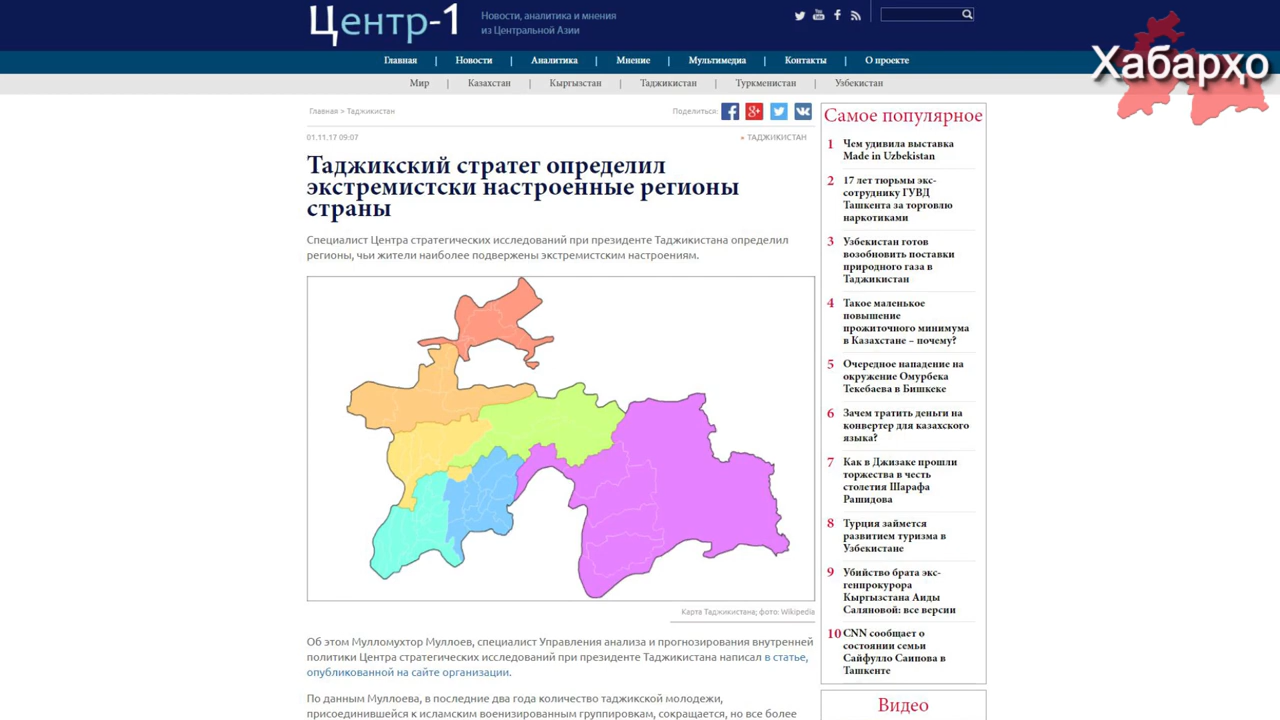 Центр-1
Новости, аналитика и мнения
из Центральной Азии
Хабарҳо
Главная | Новости | Аналитика | Мнение | Мультимедиа | Контакты | О проекте
Мир | Казахстан | Кыргызстан | Таджикистан | Туркменистан | Узбекистан
Главная > Таджикистан
Поделиться:
01.11.17 09:07
» ТАДЖИКИСТАН
Таджикский стратег определил
экстремистски настроенные регионы
страны
Специалист Центра стратегических исследований при президенте Таджикистана определил
регионы, чьи жители наиболее подвержены экстремистским настроениям.
Карта Таджикистана; фото: Wikipedia
Об этом Мулломухтор Муллоев, специалист Управления анализа и прогнозирования внутренней
политики Центра стратегических исследований при президенте Таджикистана написал в статье,
опубликованной на сайте организации.
По данным Муллоева, в последние два года количество таджикской молодежи,
присоединившейся к исламским военизированным группировкам, сокращается, но все более
Самое популярное
1 Чем удивила выставка
Made in Uzbekistan
2 17 лет тюрьмы экс-
сотруднику ГУВД
Ташкента за торговлю
наркотиками
3 Узбекистан готов
возобновить поставки
природного газа в
Таджикистан
4 Такое маленькое
повышение
прожиточного минимума
в Казахстане – почему?
5 Очередное нападение на
окружение Омурбека
Текебаева в Бишкеке
6 Зачем тратить деньги на
конвертер для казахского
языка?
7 Как в Джизаке прошли
торжества в честь
столетия Шарафа
Рашидова
8 Турция займется
развитием туризма в
Узбекистане
9 Убийство брата экс-
генпрокурора
Кыргызстана Аиды
Саляновой: все версии
10 CNN сообщает о
состоянии семьи
Сайфулло Саипова в
Ташкенте
Видео